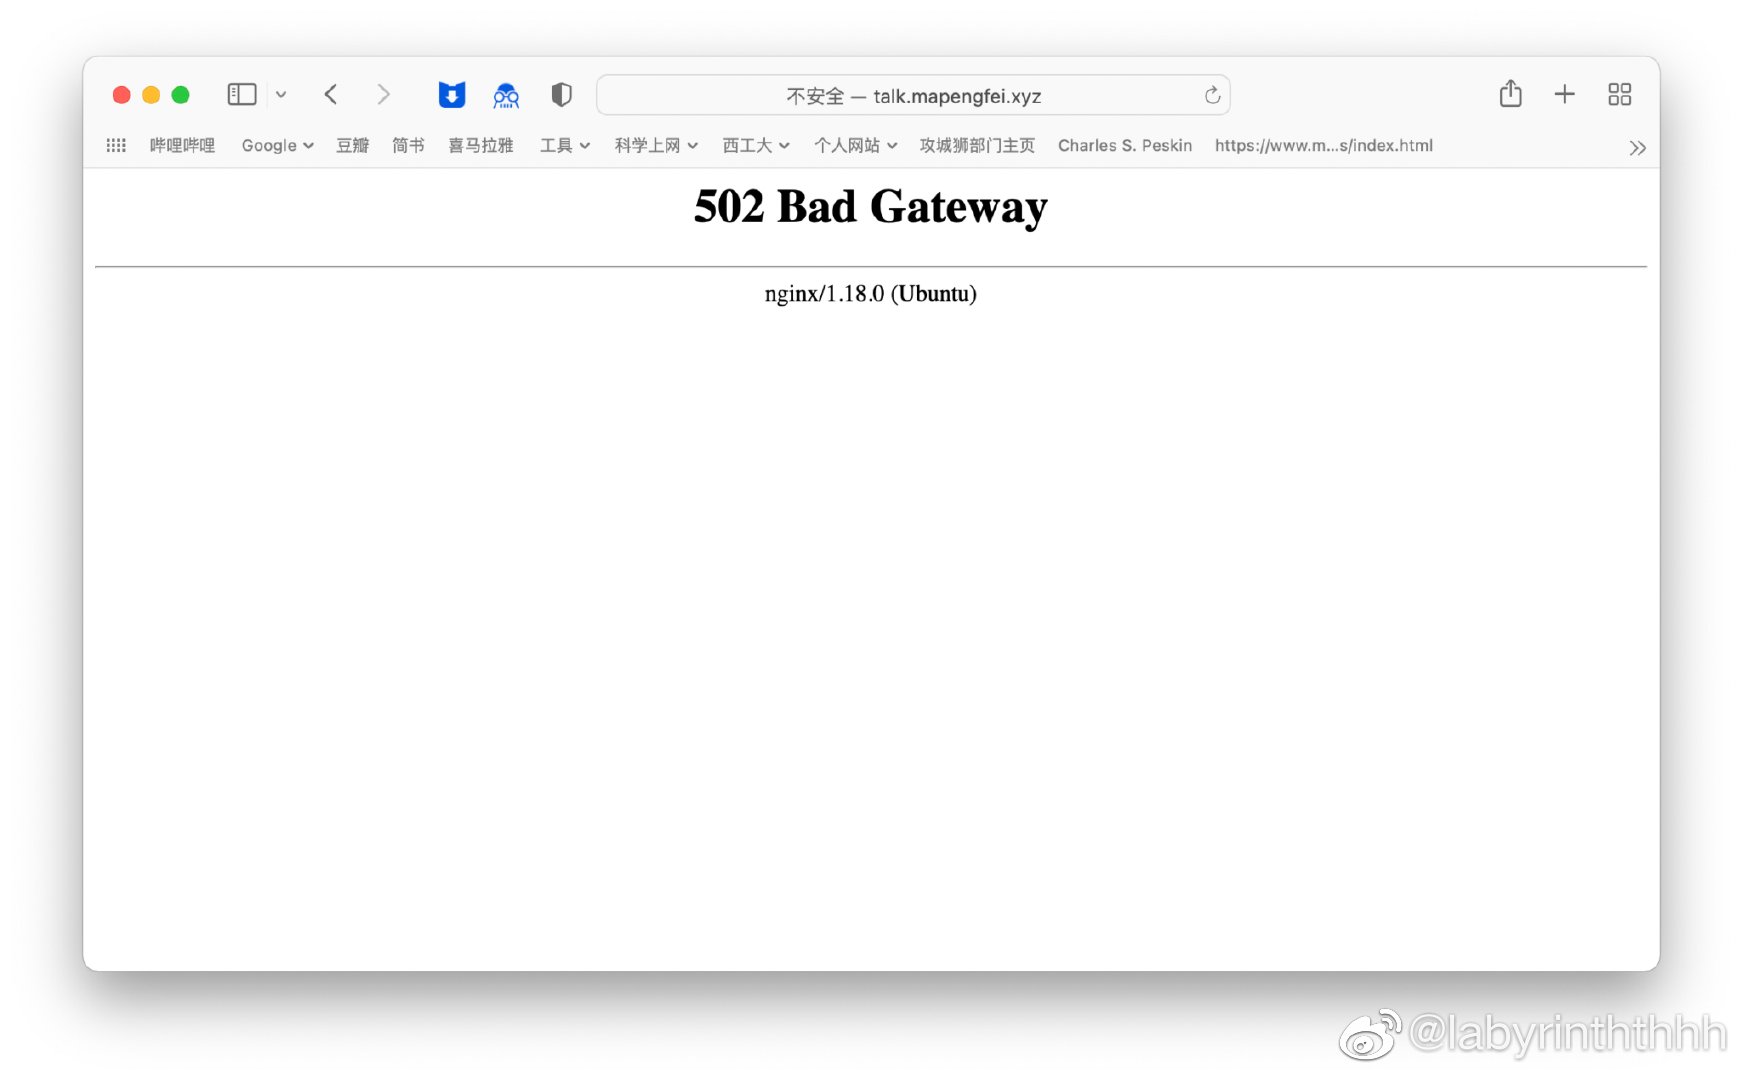 不安全 — talk.mapengfei.xyz
哔哩哔哩 Google 豆瓣 简书 喜马拉雅 工具 科学上网 西工大 个人网站 攻城狮部门主页 Charles S. Peskin https://www.m...s/index.html
502 Bad Gateway
nginx/1.18.0 (Ubuntu)
@labyrinththhh